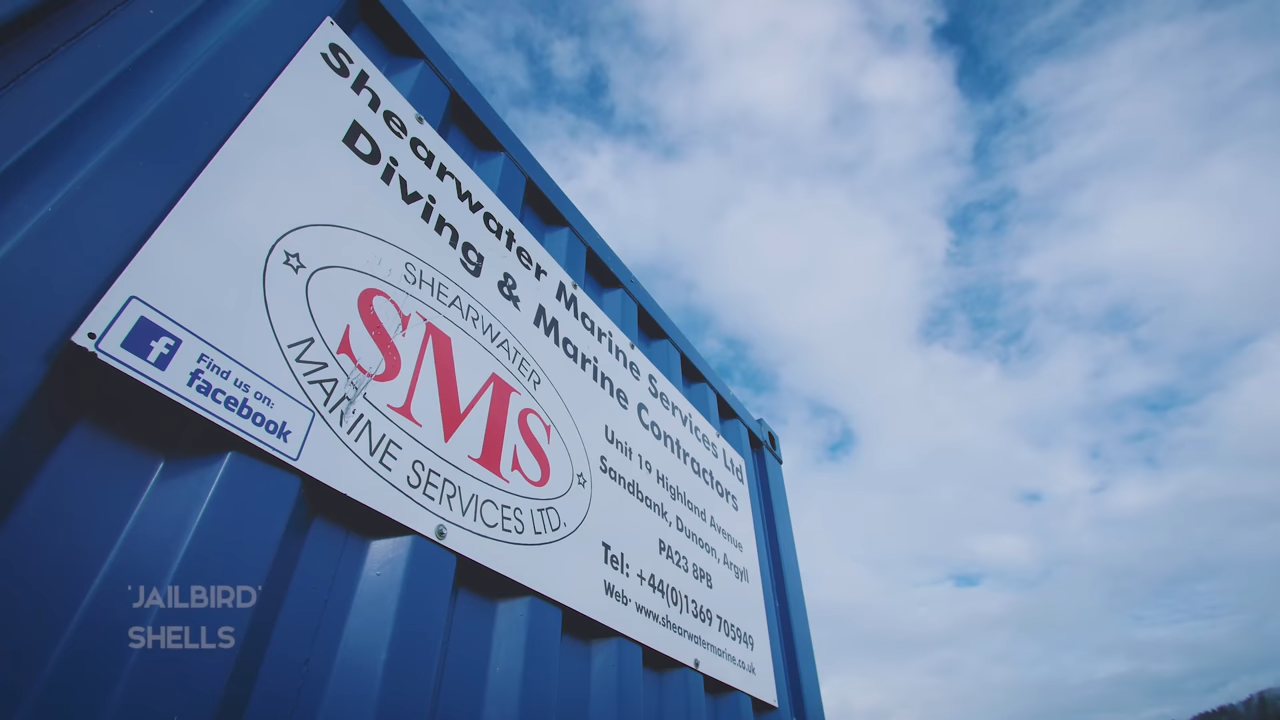 Shearwater Marine Services Ltd
Diving & Marine Contractors
SHEARWATER
SMS
MARINE SERVICES LTD.
f Find us on:
facebook
Unit 19 Highland Avenue
Sandbank, Dunoon, Argyll
PA23 8PB
Tel: +44(0)1369 705949
Web: www.shearwatermarine.co.uk
'JAILBIRD'
SHELLS